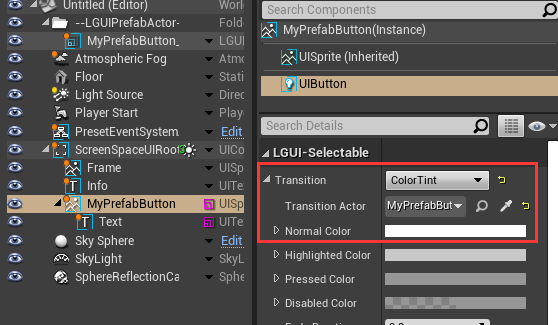 Untitled (Editor)
World
--LGUIPrefabActor-
Folde
MyPrefabButton_
LGUI
Atmospheric Fog
Atmo
Floor
Stati
Light Source
Direc
Player Start
Playe
PresetEventSystem
Edit
ScreenSpaceUIRoot
UICo
Frame
UISp
Info
UITe
MyPrefabButton
UISp
Text
UITe
Sky Sphere
Edit
SkyLight
SkyLi
SphereReflectionCa
Sphe
Search Components
MyPrefabButton(Instance)
UISprite (Inherited)
UIButton
Search Details
LGUI-Selectable
Transition
ColorTint
Transition Actor
MyPrefabBut
Normal Color
Highlighted Color
Pressed Color
Disabled Color